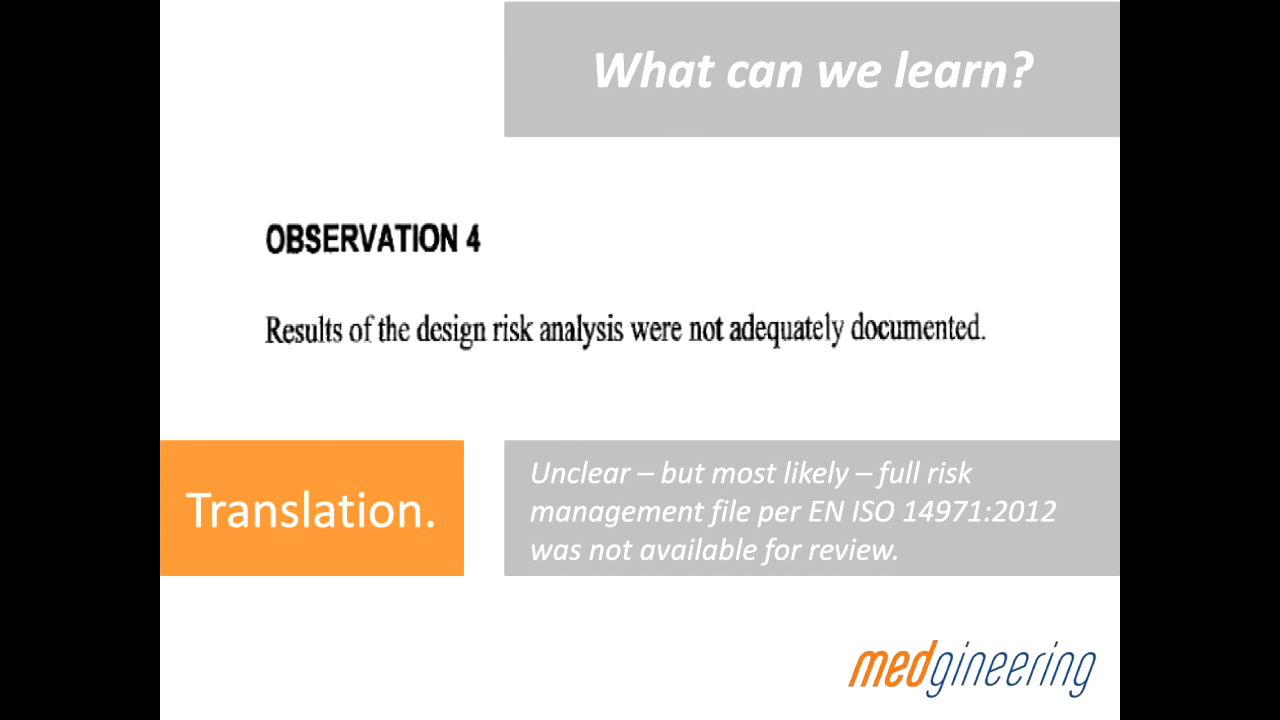 What can we learn?
OBSERVATION 4
Results of the design risk analysis were not adequately documented.
Translation.
Unclear – but most likely – full risk
management file per EN ISO 14971:2012
was not available for review.
medgineering